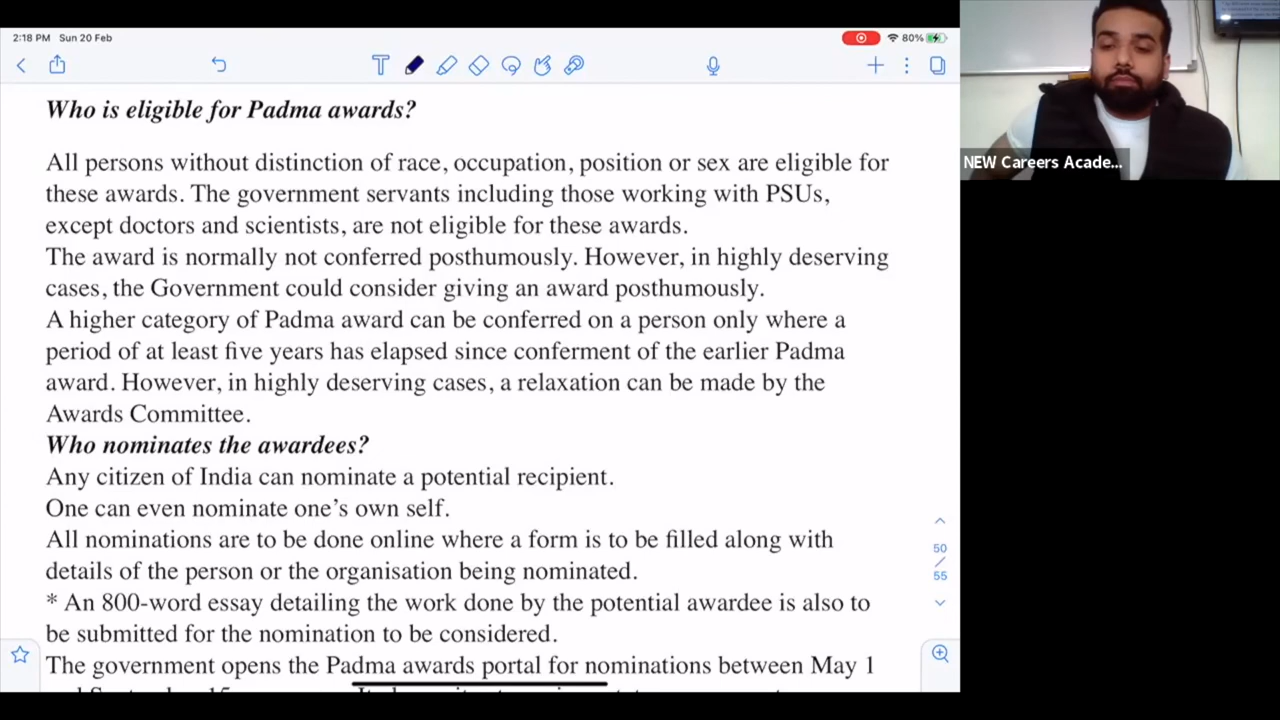 2:18 PM Sun 20 Feb
80%
Who is eligible for Padma awards?
All persons without distinction of race, occupation, position or sex are eligible for
these awards. The government servants including those working with PSUs,
except doctors and scientists, are not eligible for these awards.
The award is normally not conferred posthumously. However, in highly deserving
cases, the Government could consider giving an award posthumously.
A higher category of Padma award can be conferred on a person only where a
period of at least five years has elapsed since conferment of the earlier Padma
award. However, in highly deserving cases, a relaxation can be made by the
Awards Committee.
Who nominates the awardees?
Any citizen of India can nominate a potential recipient.
One can even nominate one’s own self.
All nominations are to be done online where a form is to be filled along with
details of the person or the organisation being nominated.
* An 800-word essay detailing the work done by the potential awardee is also to
be submitted for the nomination to be considered.
The government opens the Padma awards portal for nominations between May 1
50
/
55
NEW Careers Acade...